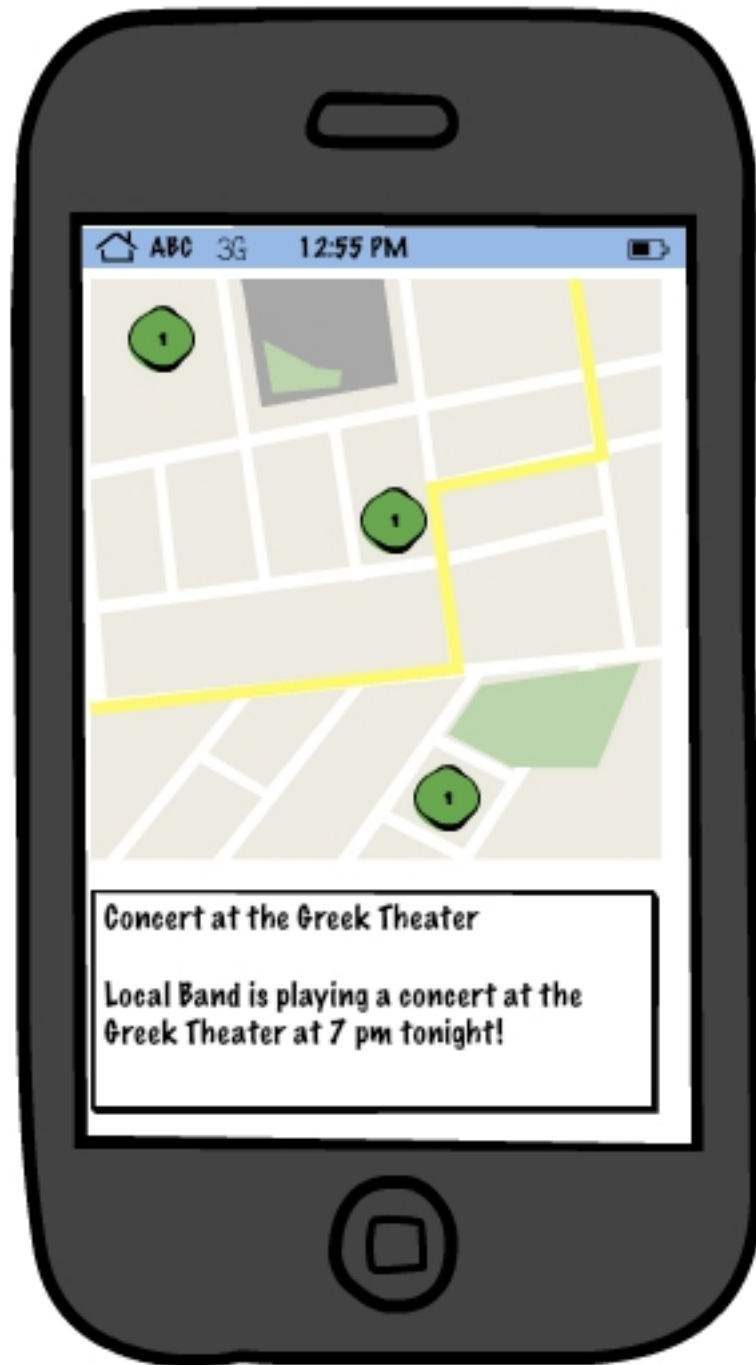 ABC 3G 12:55 PM
1
1
1
Concert at the Greek Theater
Local Band is playing a concert at the
Greek Theater at 7 pm tonight!